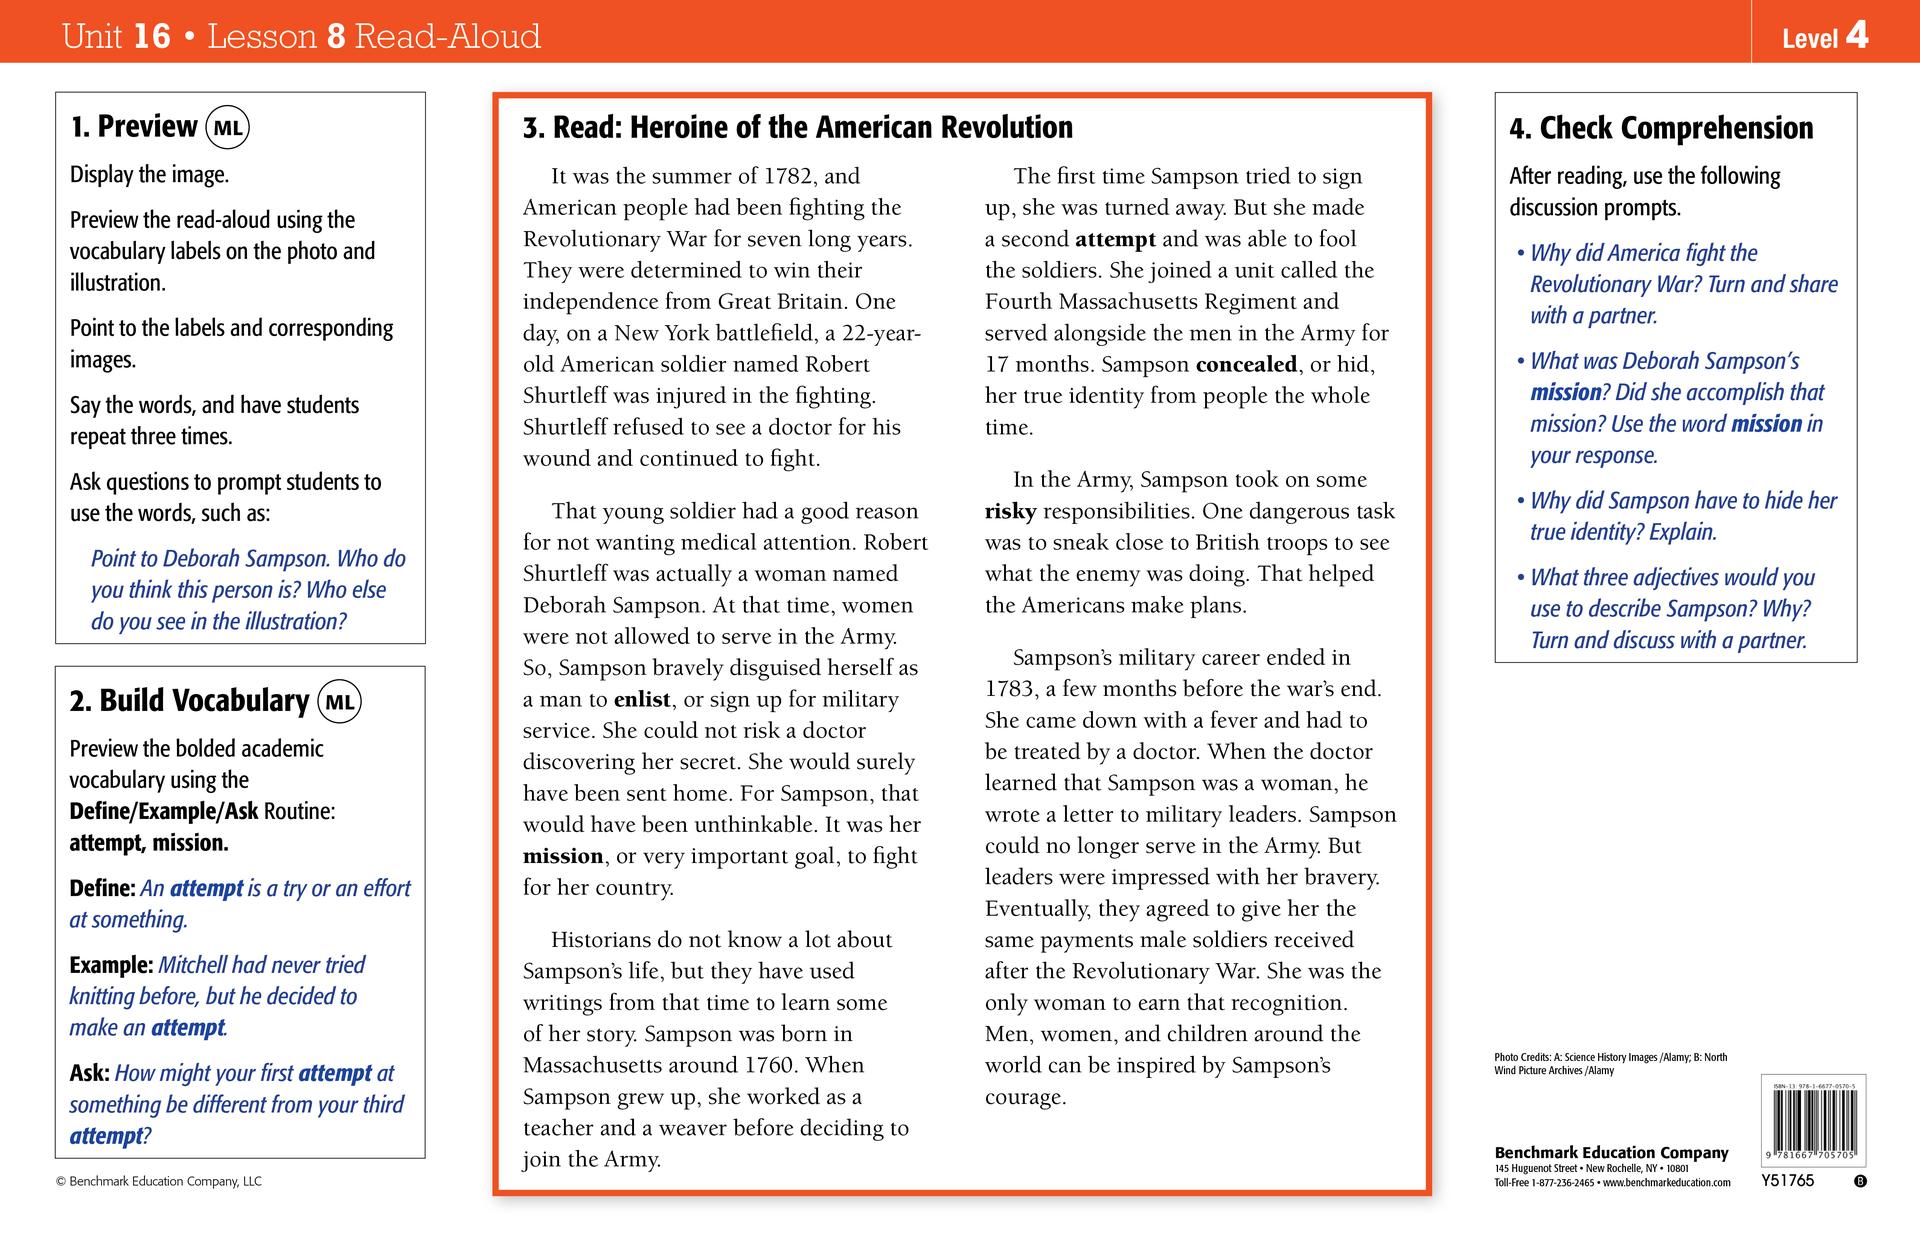 Unit 16 • Lesson 8 Read-Aloud
Level 4
1. Preview ML
Display the image.
Preview the read-aloud using the
vocabulary labels on the photo and
illustration.
Point to the labels and corresponding
images.
Say the words, and have students
repeat three times.
Ask questions to prompt students to
use the words, such as:
Point to Deborah Sampson. Who do
you think this person is? Who else
do you see in the illustration?
2. Build Vocabulary ML
Preview the bolded academic
vocabulary using the
Define/Example/Ask Routine:
attempt, mission.
Define: An attempt is a try or an effort
at something.
Example: Mitchell had never tried
knitting before, but he decided to
make an attempt.
Ask: How might your first attempt at
something be different from your third
attempt?
© Benchmark Education Company, LLC
3. Read: Heroine of the American Revolution
It was the summer of 1782, and
American people had been fighting the
Revolutionary War for seven long years.
They were determined to win their
independence from Great Britain. One
day, on a New York battlefield, a 22-year-
old American soldier named Robert
Shurtleff was injured in the fighting.
Shurtleff refused to see a doctor for his
wound and continued to fight.
That young soldier had a good reason
for not wanting medical attention. Robert
Shurtleff was actually a woman named
Deborah Sampson. At that time, women
were not allowed to serve in the Army.
So, Sampson bravely disguised herself as
a man to enlist, or sign up for military
service. She could not risk a doctor
discovering her secret. She would surely
have been sent home. For Sampson, that
would have been unthinkable. It was her
mission, or very important goal, to fight
for her country.
Historians do not know a lot about
Sampson's life, but they have used
writings from that time to learn some
of her story. Sampson was born in
Massachusetts around 1760. When
Sampson grew up, she worked as a
teacher and a weaver before deciding to
join the Army.
The first time Sampson tried to sign
up, she was turned away. But she made
a second attempt and was able to fool
the soldiers. She joined a unit called the
Fourth Massachusetts Regiment and
served alongside the men in the Army for
17 months. Sampson concealed, or hid,
her true identity from people the whole
time.
In the Army, Sampson took on some
risky responsibilities. One dangerous task
was to sneak close to British troops to see
what the enemy was doing. That helped
the Americans make plans.
Sampson's military career ended in
1783, a few months before the war's end.
She came down with a fever and had to
be treated by a doctor. When the doctor
learned that Sampson was a woman, he
wrote a letter to military leaders. Sampson
could no longer serve in the Army. But
leaders were impressed with her bravery.
Eventually, they agreed to give her the
same payments male soldiers received
after the Revolutionary War. She was the
only woman to earn that recognition.
Men, women, and children around the
world can be inspired by Sampson's
courage.
4. Check Comprehension
After reading, use the following
discussion prompts.
• Why did America fight the
Revolutionary War? Turn and share
with a partner.
• What was Deborah Sampson's
mission? Did she accomplish that
mission? Use the word mission in
your response.
• Why did Sampson have to hide her
true identity? Explain.
• What three adjectives would you
use to describe Sampson? Why?
Turn and discuss with a partner.
Photo Credits: A: Science History Images /Alamy; B: North
Wind Picture Archives /Alamy
Benchmark Education Company
145 Huguenot Street • New Rochelle, NY • 10801
Toll-Free 1-877-236-2465 • www.benchmarkeducation.com
ISBN-13: 978-1-6677-0570-5
9 781667 705705
Y51765
B